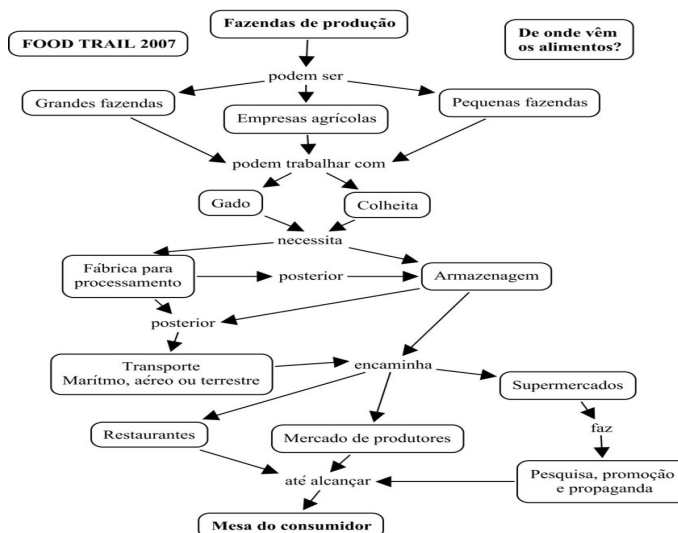 Fazendas de produção
FOOD TRAIL 2007
De onde vêm
os alimentos?
podem ser
Grandes fazendas
Empresas agrícolas
Pequenas fazendas
podem trabalhar com
Gado
Colheita
necessita
Fábrica para
processamento
posterior
Armazenagem
posterior
Transporte
Marítmo, aéreo ou terrestre
encaminha
Supermercados
faz
Restaurantes
Mercado de produtores
Pesquisa, promoção
e propaganda
até alcançar
Mesa do consumidor